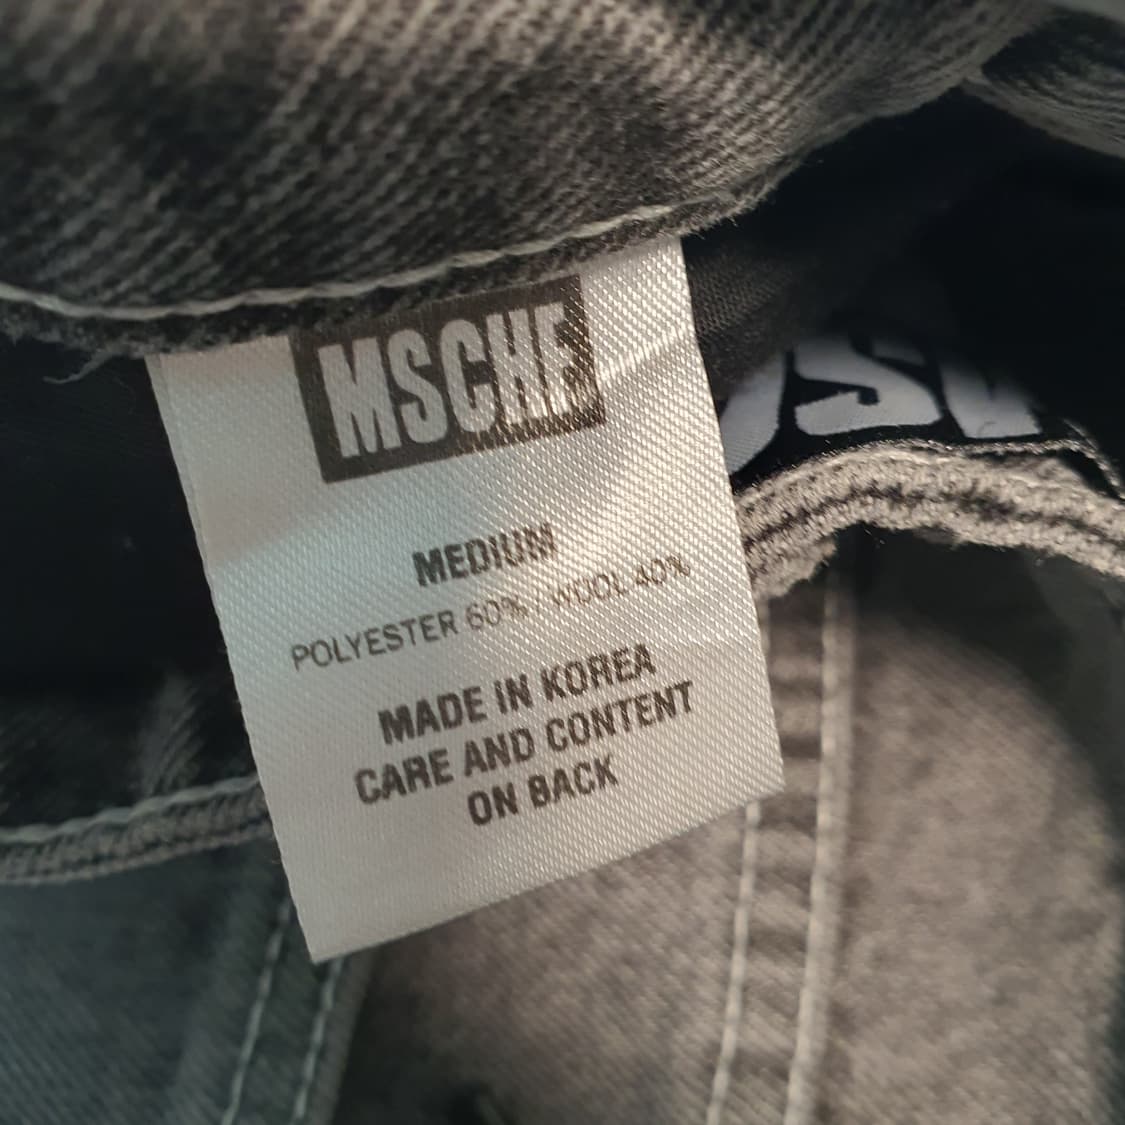 MSCHF
MEDIUM
POLYESTER 60% / WOOL 40%
MADE IN KOREA
CARE AND CONTENT
ON BACK